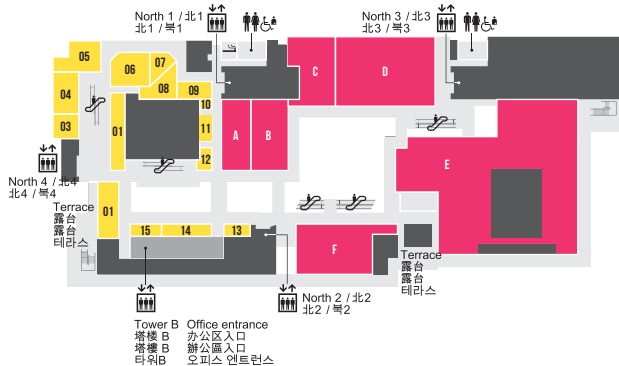 North 1 / 北1
北1 / 북1
North 3 / 北3
北3 / 북3
05
06
07
04
08
09
C
D
10
03
01
11
A
B
12
E
North 4 / 北4
北4 / 북4
01
Terrace
露台
露台
테라스
15
14
13
F
Terrace
露台
露台
테라스
North 2 / 北2
北2 / 북2
Tower B
塔楼 B
塔樓 B
타워B
Office entrance
办公区入口
辦公區入口
오피스 엔트런스